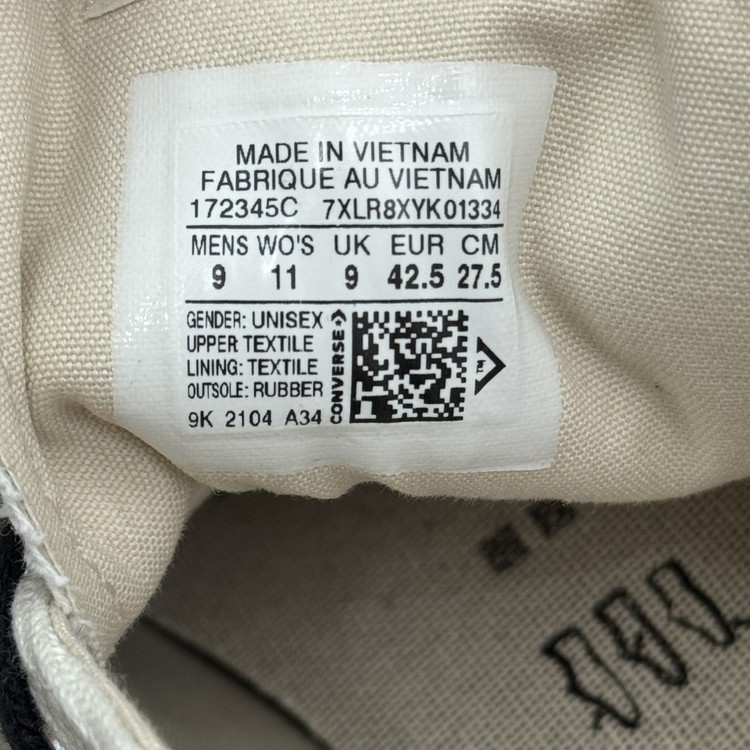 MADE IN VIETNAM
FABRIQUE AU VIETNAM
172345C 7XLR8XYK01334
MENS WO'S UK EUR CM
9 11 9 42.5 27.5
GENDER: UNISEX
UPPER TEXTILE
LINING: TEXTILE
OUTSOLE: RUBBER
9K 2104 A34
CONVERSE
TM